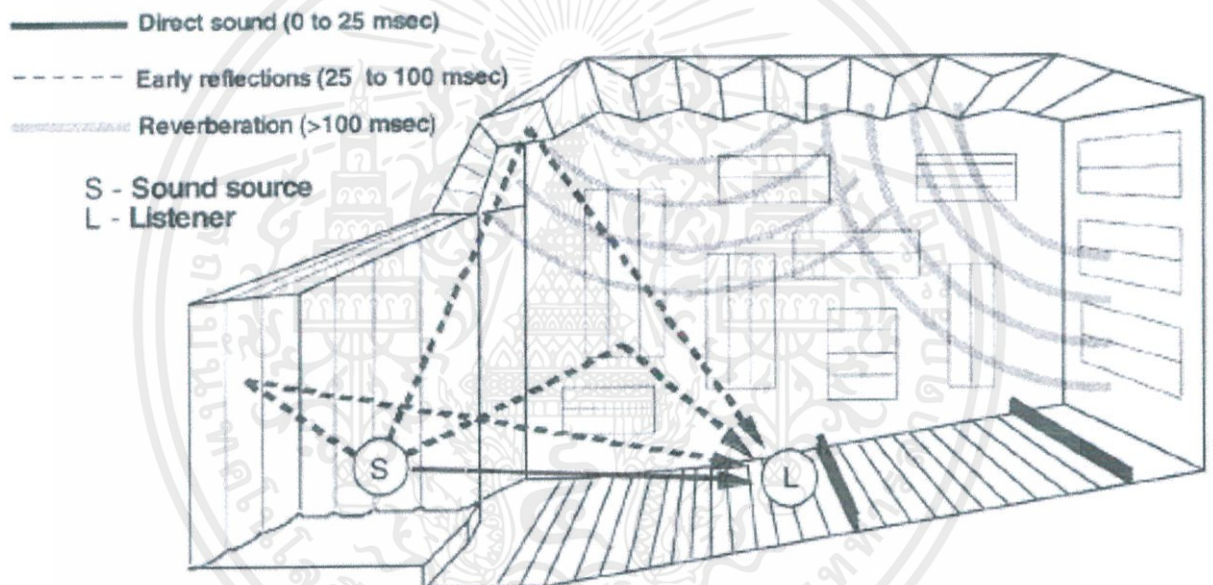 Direct sound (0 to 25 msec)
Early reflections (25 to 100 msec)
Reverberation (>100 msec)
S - Sound source
L - Listener
S
L